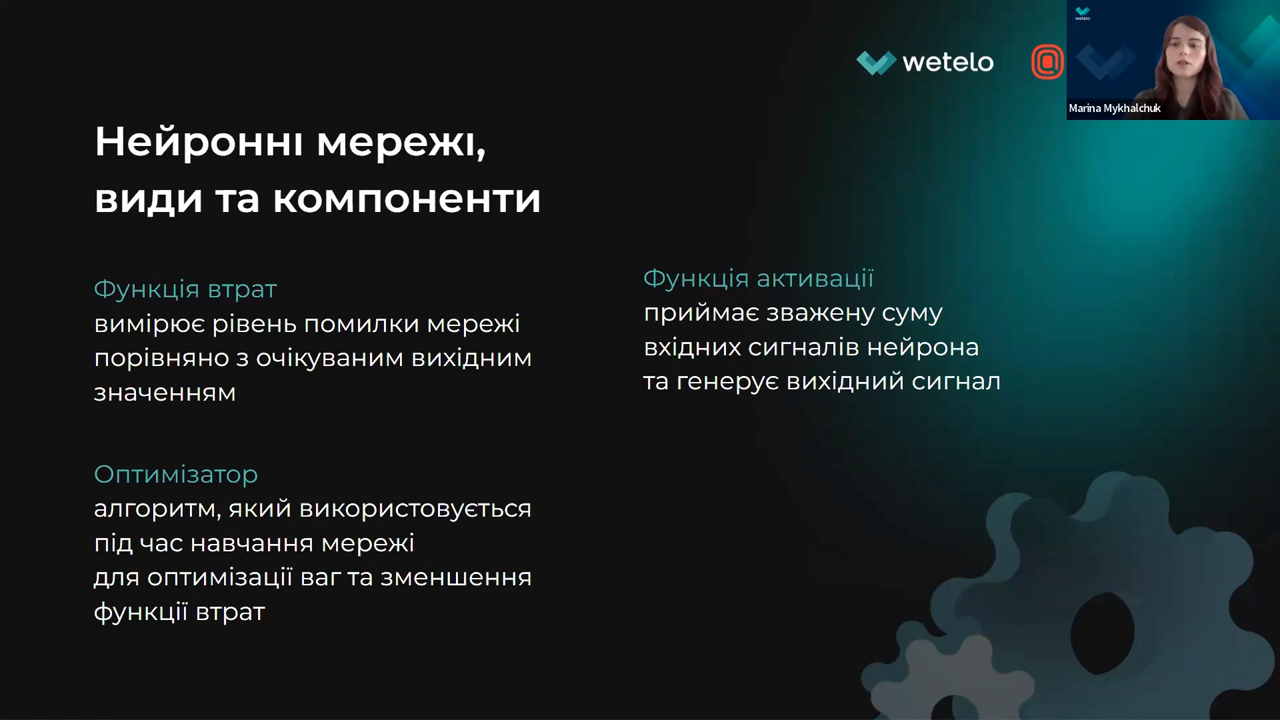 wetelo
wetelo
Marina Mykhalchuk
Нейронні мережі,
види та компоненти
Функція втрат
вимірює рівень помилки мережі
порівняно з очікуваним вихідним
значенням
Оптимізатор
алгоритм, який використовується
під час навчання мережі
для оптимізації ваг та зменшення
функції втрат
Функція активації
приймає зважену суму
вхідних сигналів нейрона
та генерує вихідний сигнал